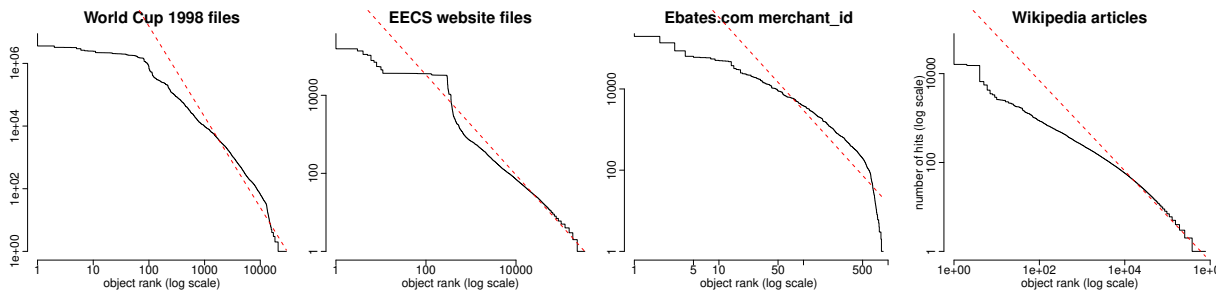 World Cup 1998 files
1e+06
1e+04
1e+02
1e+00
1 10 100 1000 10000
object rank (log scale)
EECS website files
10000
100
1
1 100 10000
object rank (log scale)
Ebates.com merchant_id
10000
100
1
1 5 10 50 500
object rank (log scale)
Wikipedia articles
number of hits (log scale)
10000
100
1
1e+00 1e+02 1e+04
object rank (log scale)